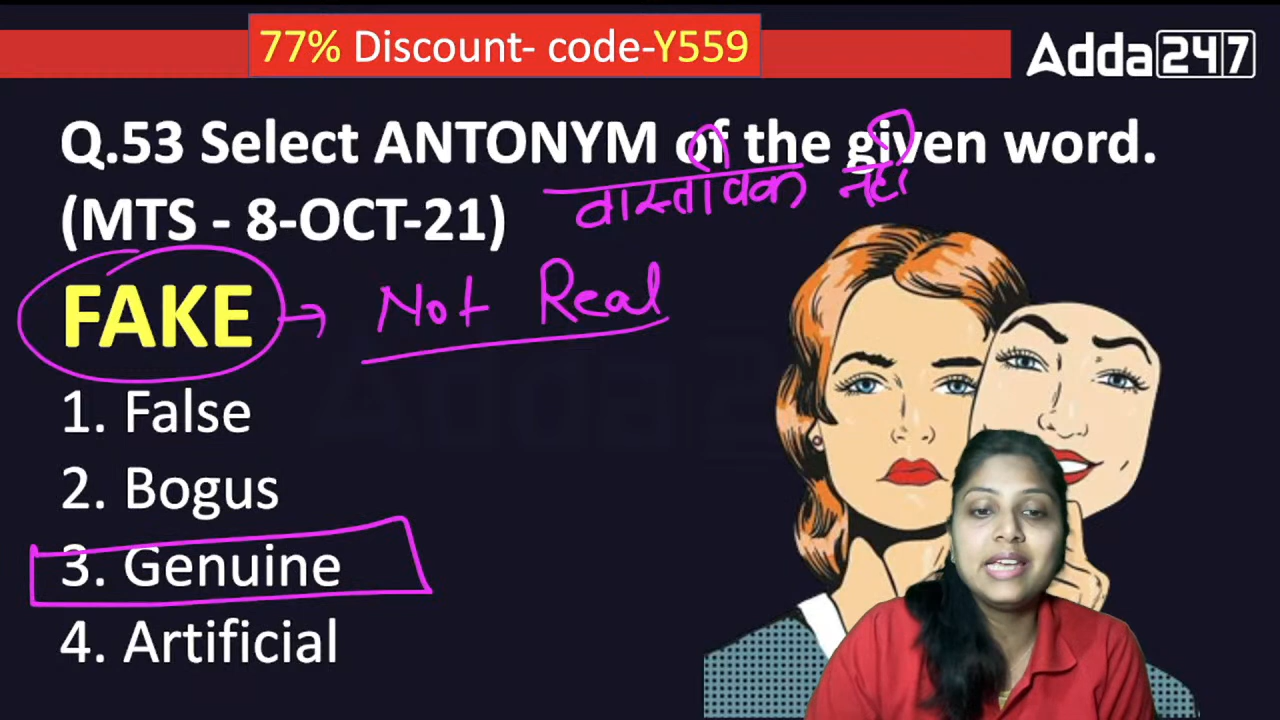 77% Discount- code-Y559
Adda247
Q.53 Select ANTONYM of the given word.
वास्तविक नहीं
(MTS - 8-OCT-21)
FAKE → Not Real
1. False
2. Bogus
3. Genuine
4. Artificial